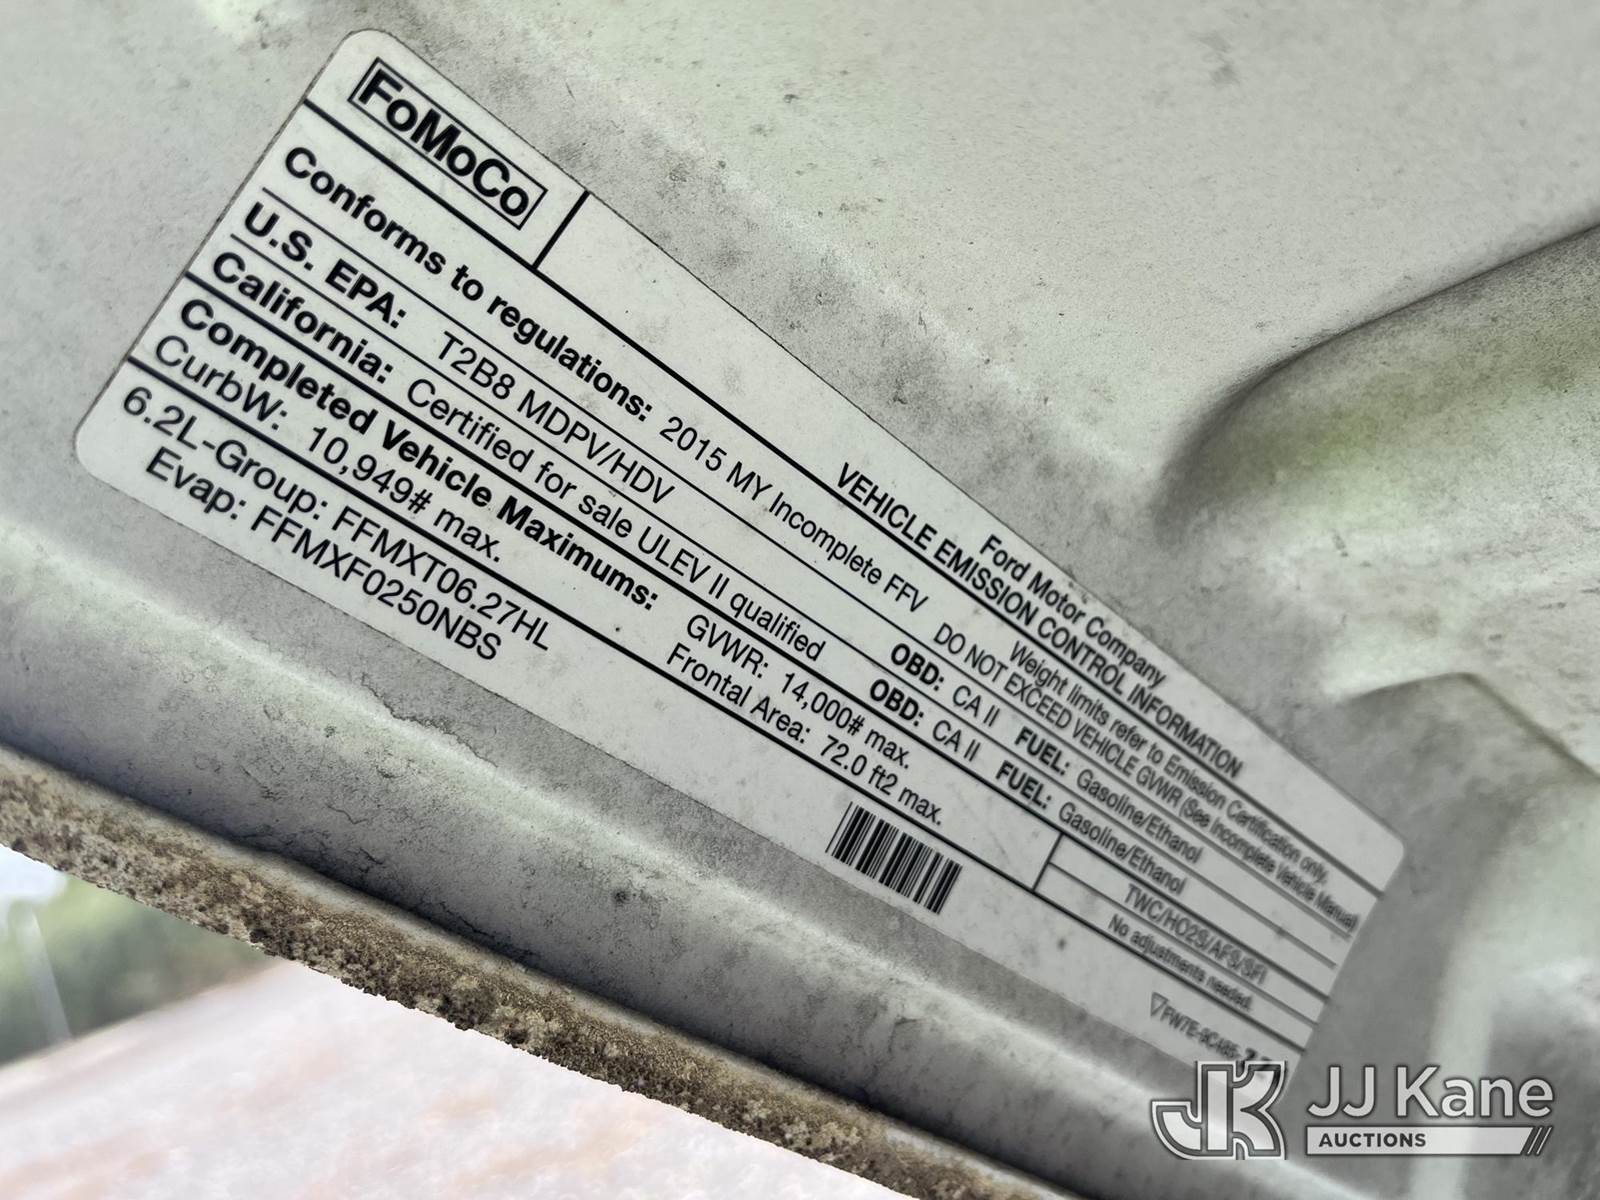 FoMoCo
Ford Motor Company
VEHICLE EMISSION CONTROL INFORMATION
Conforms to regulations: 2015 MY Incomplete FFV
Weight limits refer to Emission Certification only.
DO NOT EXCEED VEHICLE GVWR (See Incomplete Vehicle Manual)
U.S. EPA: T2B8 MDPV/HDV OBD: CA II FUEL: Gasoline/Ethanol
California: Certified for sale ULEV II qualified OBD: CA II FUEL: Gasoline/Ethanol
Completed Vehicle Maximums: GVWR: 14,000# max.
CurbW: 10,949# max. Frontal Area: 72.0 ft2 max.
TWC/HO2S/AFS/SFI
6.2L-Group: FFMXT06.27HL
No adjustments needed.
Evap: FFMXF0250NBS
JK JJ Kane
AUCTIONS